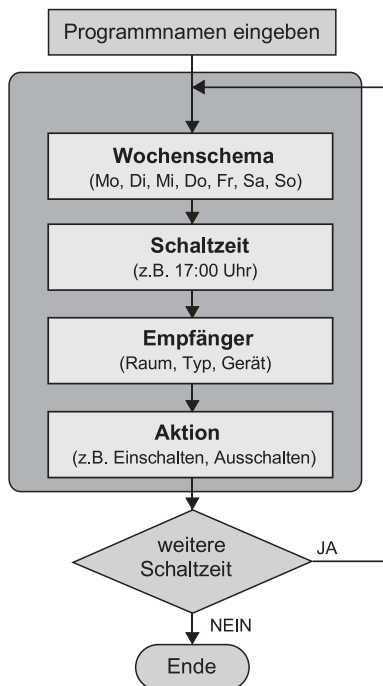 Programmnamen eingeben
Wochenschema
(Mo, Di, Mi, Do, Fr, Sa, So)
Schaltzeit
(z.B. 17:00 Uhr)
Empfänger
(Raum, Typ, Gerät)
Aktion
(z.B. Einschalten, Ausschalten)
weitere
Schaltzeit
JA
NEIN
Ende